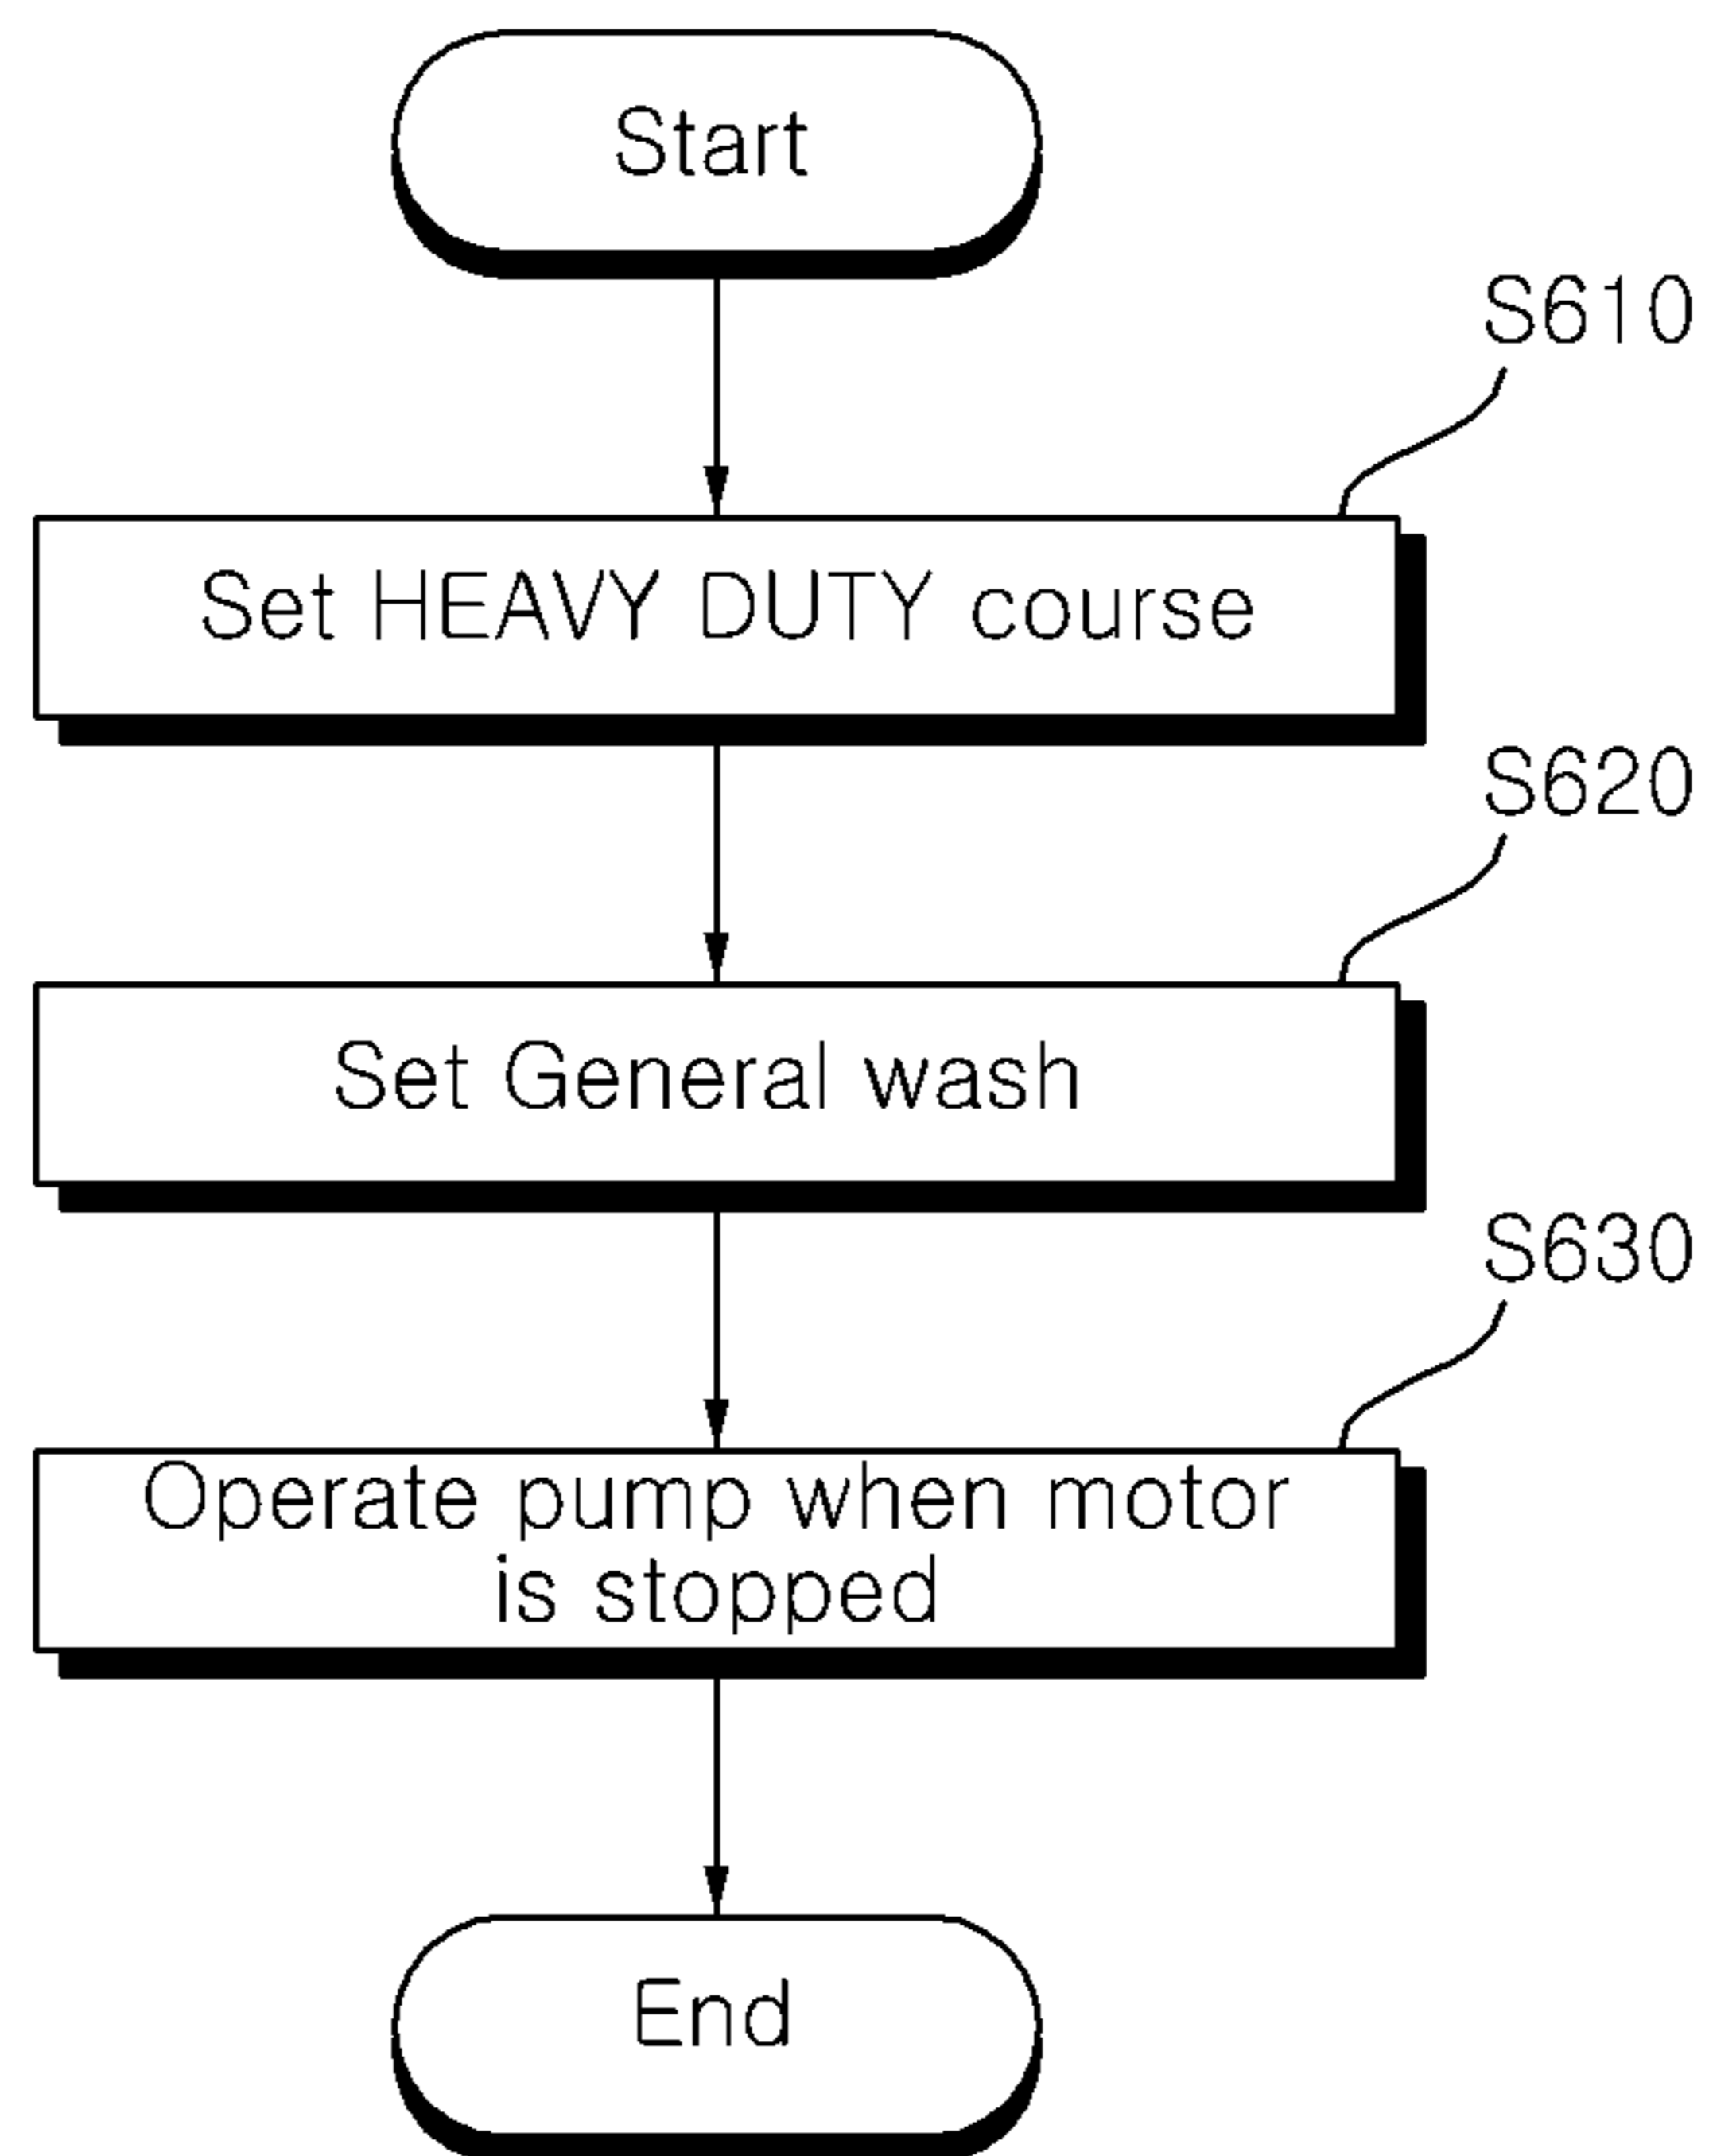 Start
S610
Set HEAVY DUTY course
S620
Set General wash
S630
Operate pump when motor
is stopped
End